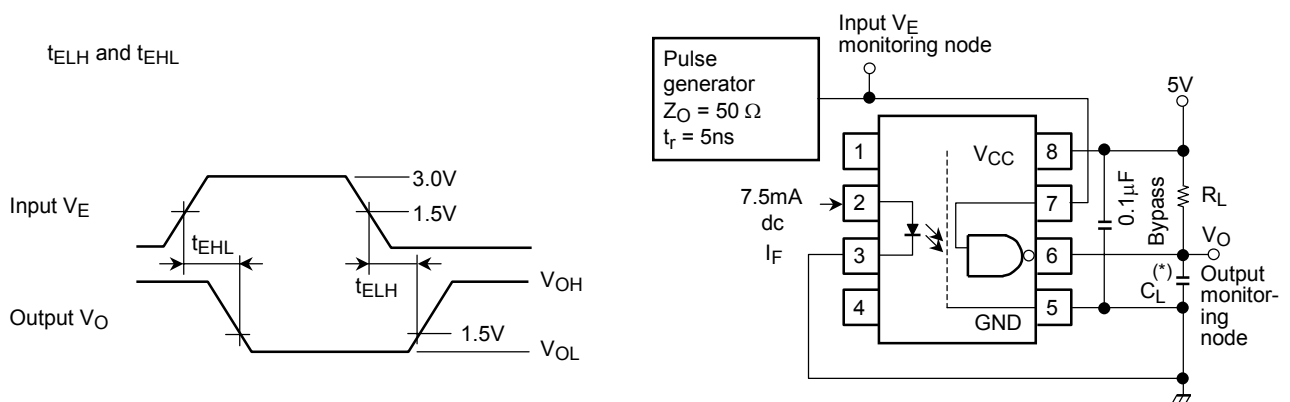 tELH and tEHL
Input VE
3.0V
1.5V
tEHL
tELH
VOH
Output VO
1.5V
VOL
Input VE
monitoring node
Pulse
generator
ZO = 50 Ω
tr = 5ns
5V
1
VCC
8
7.5mA
dc
IF
2
7
3
6
4
GND
5
0.1μF
Bypass
RL
VO
(*)
CL
Output
monitor-
ing
node